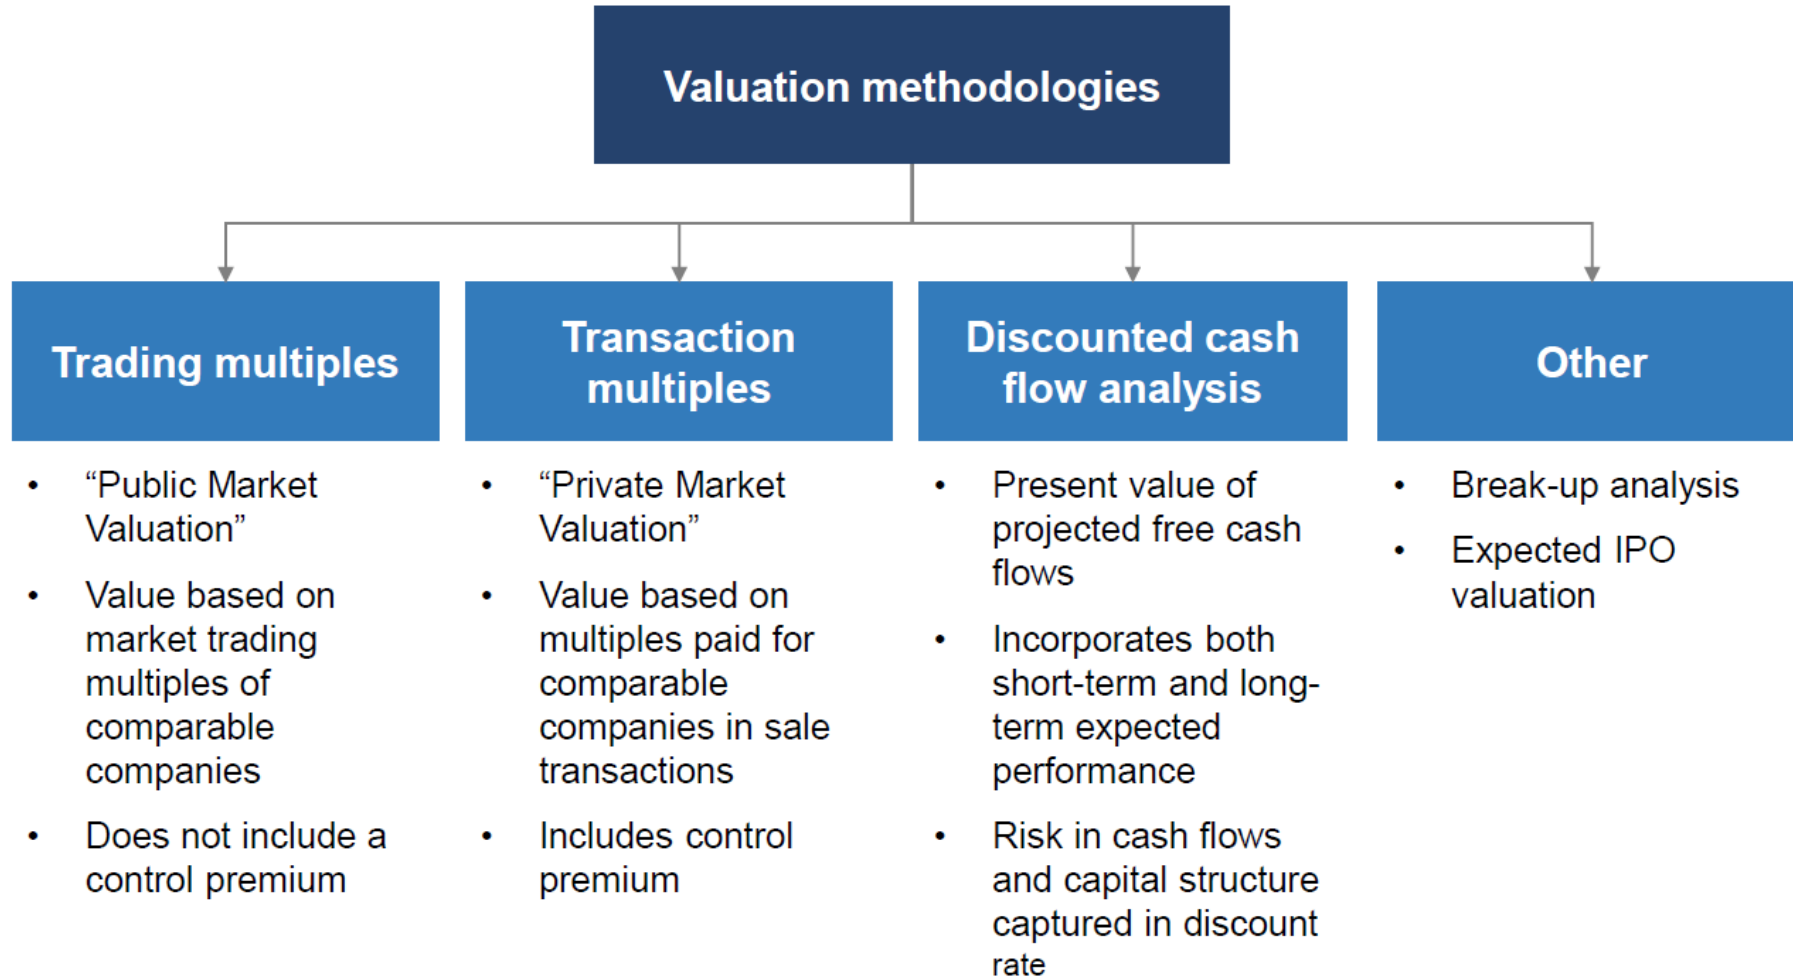 Valuation methodologies
Trading multiples
• “Public Market
Valuation”
• Value based on
market trading
multiples of
comparable
companies
• Does not include a
control premium
Transaction
multiples
• “Private Market
Valuation”
• Value based on
multiples paid for
comparable
companies in sale
transactions
• Includes control
premium
Discounted cash
flow analysis
• Present value of
projected free cash
flows
• Incorporates both
short-term and long-
term expected
performance
• Risk in cash flows
and capital structure
captured in discount
rate
Other
• Break-up analysis
• Expected IPO
valuation